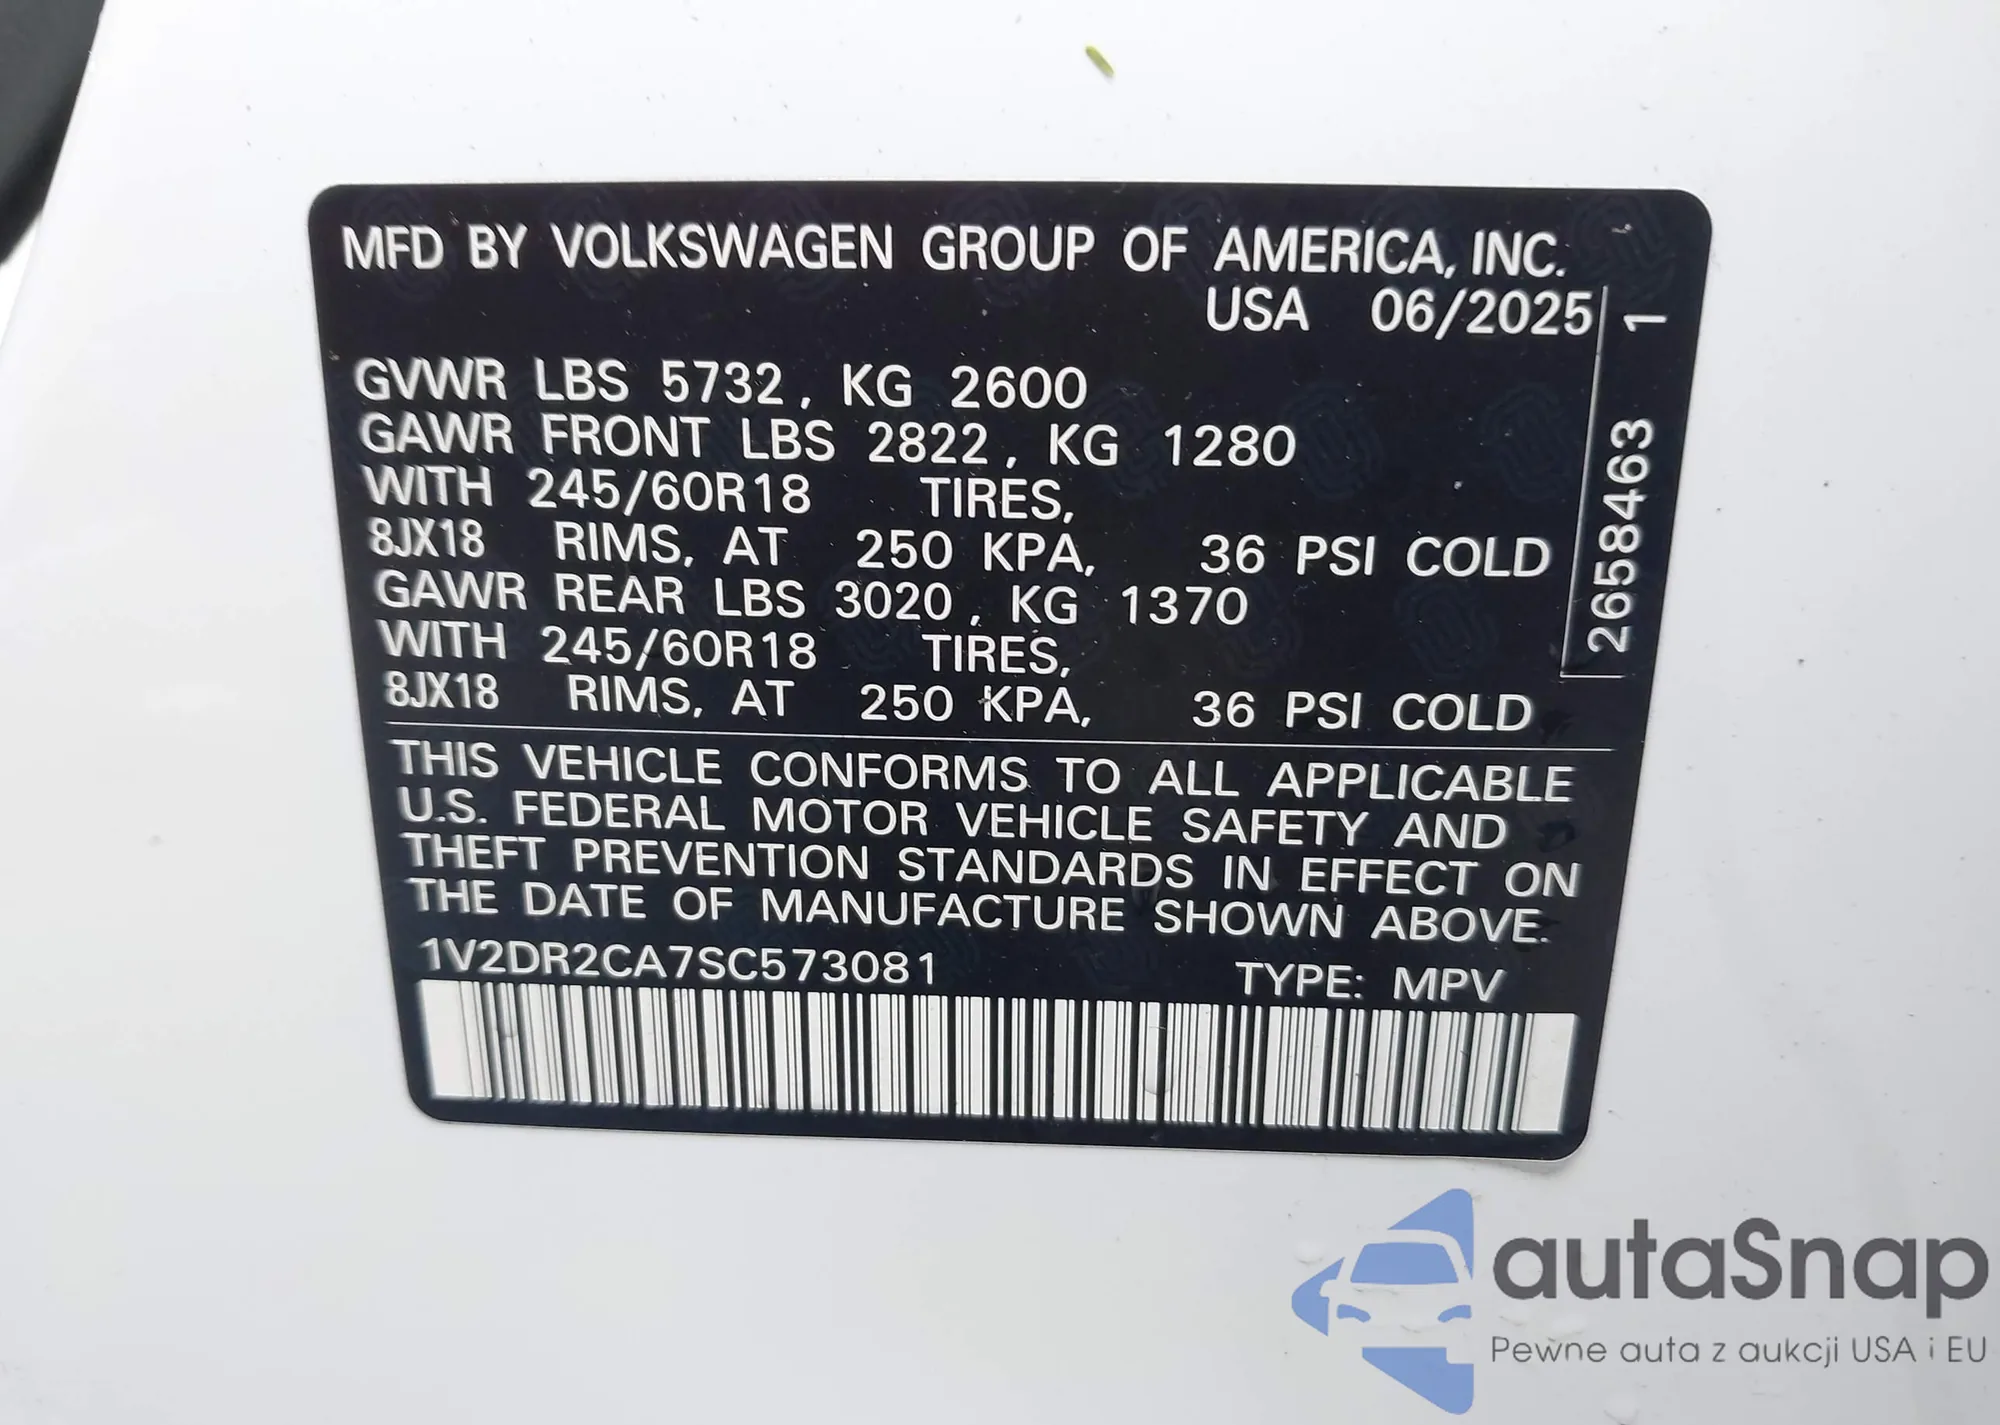 MFD BY VOLKSWAGEN GROUP OF AMERICA, INC.
USA 06/2025
GVWR LBS 5732, KG 2600
GAWR FRONT LBS 2822, KG 1280
WITH 245/60R18 TIRES,
8JX18 RIMS, AT 250 KPA, 36 PSI COLD
GAWR REAR LBS 3020, KG 1370
WITH 245/60R18 TIRES,
8JX18 RIMS, AT 250 KPA, 36 PSI COLD
2658463 1
THIS VEHICLE CONFORMS TO ALL APPLICABLE
U.S. FEDERAL MOTOR VEHICLE SAFETY AND
THEFT PREVENTION STANDARDS IN EFFECT ON
THE DATE OF MANUFACTURE SHOWN ABOVE.
1V2DR2CA7SC573081 TYPE: MPV
autaSnap
Pewne auta z aukcji USA i EU